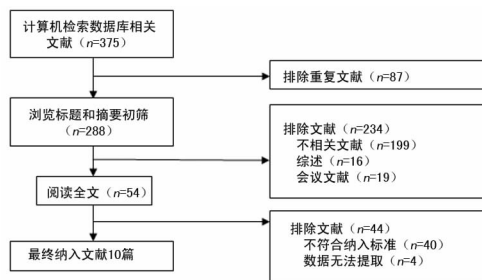 计算机检索数据库相关
文献(n=375)
排除重复文献(n=87)
浏览标题和摘要初筛
(n=288)
排除文献(n=234)
不相关文献(n=199)
综述(n=16)
会议文献(n=19)
阅读全文(n=54)
排除文献(n=44)
不符合纳入标准(n=40)
数据无法提取(n=4)
最终纳入文献10篇